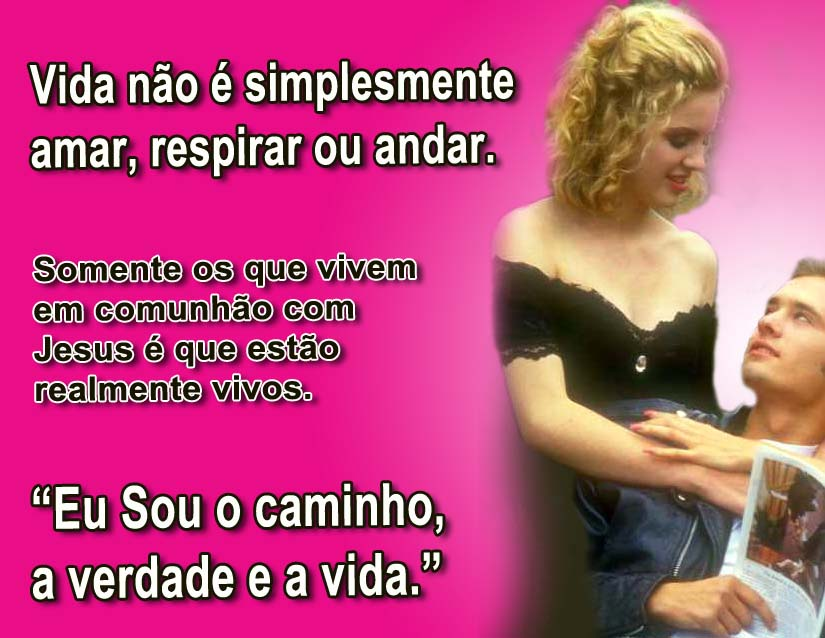 Vida não é simplesmente
amar, respirar ou andar.
Somente os que vivem
em comunhão com
Jesus é que estão
realmente vivos.
“Eu Sou o caminho,
a verdade e a vida.”